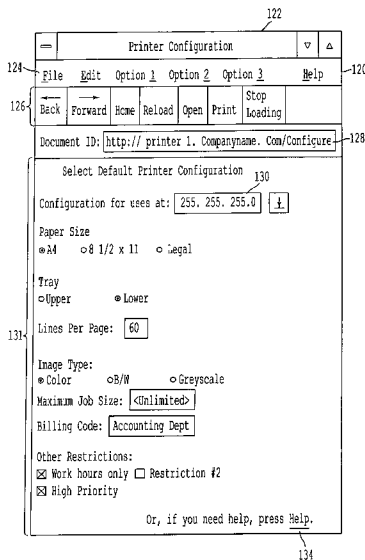 122
Printer Configuration
124
File Edit Option 1 Option 2 Option 3 Help
120
126
Back Forward Home Reload Open Print Stop Loading
Document ID: http:// printer 1. Companyname. Com/Configure
128
Select Default Printer Configuration
130
Configuration for uses at: 255. 255. 255.0
Paper Size
A4 8 1/2 x 11 Legal
Tray
Upper Lower
131
Lines Per Page: 60
Image Type:
Color B/W Greyscale
Maximum Job Size: <Unlimited>
Billing Code: Accounting Dept
Other Restrictions:
Work hours only Restriction #2
High Priority
Or, if you need help, press Help.
134